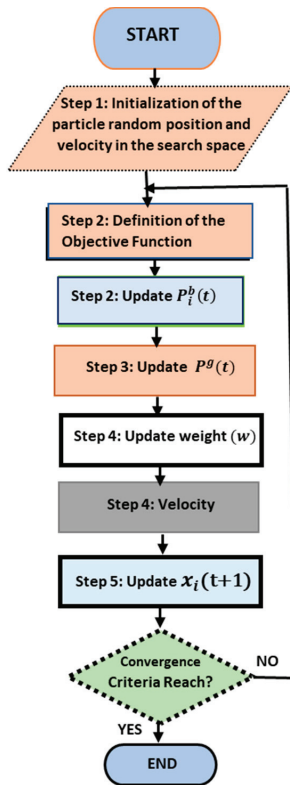 START
Step 1: Initialization of the
particle random position and
velocity in the search space
Step 2: Definition of the
Objective Function
Step 2: Update $P_i^b(t)$
Step 3: Update $P^g(t)$
Step 4: Update weight (w)
Step 4: Velocity
Step 5: Update $x_i(t+1)$
Convergence
Criteria Reach?
NO
YES
END